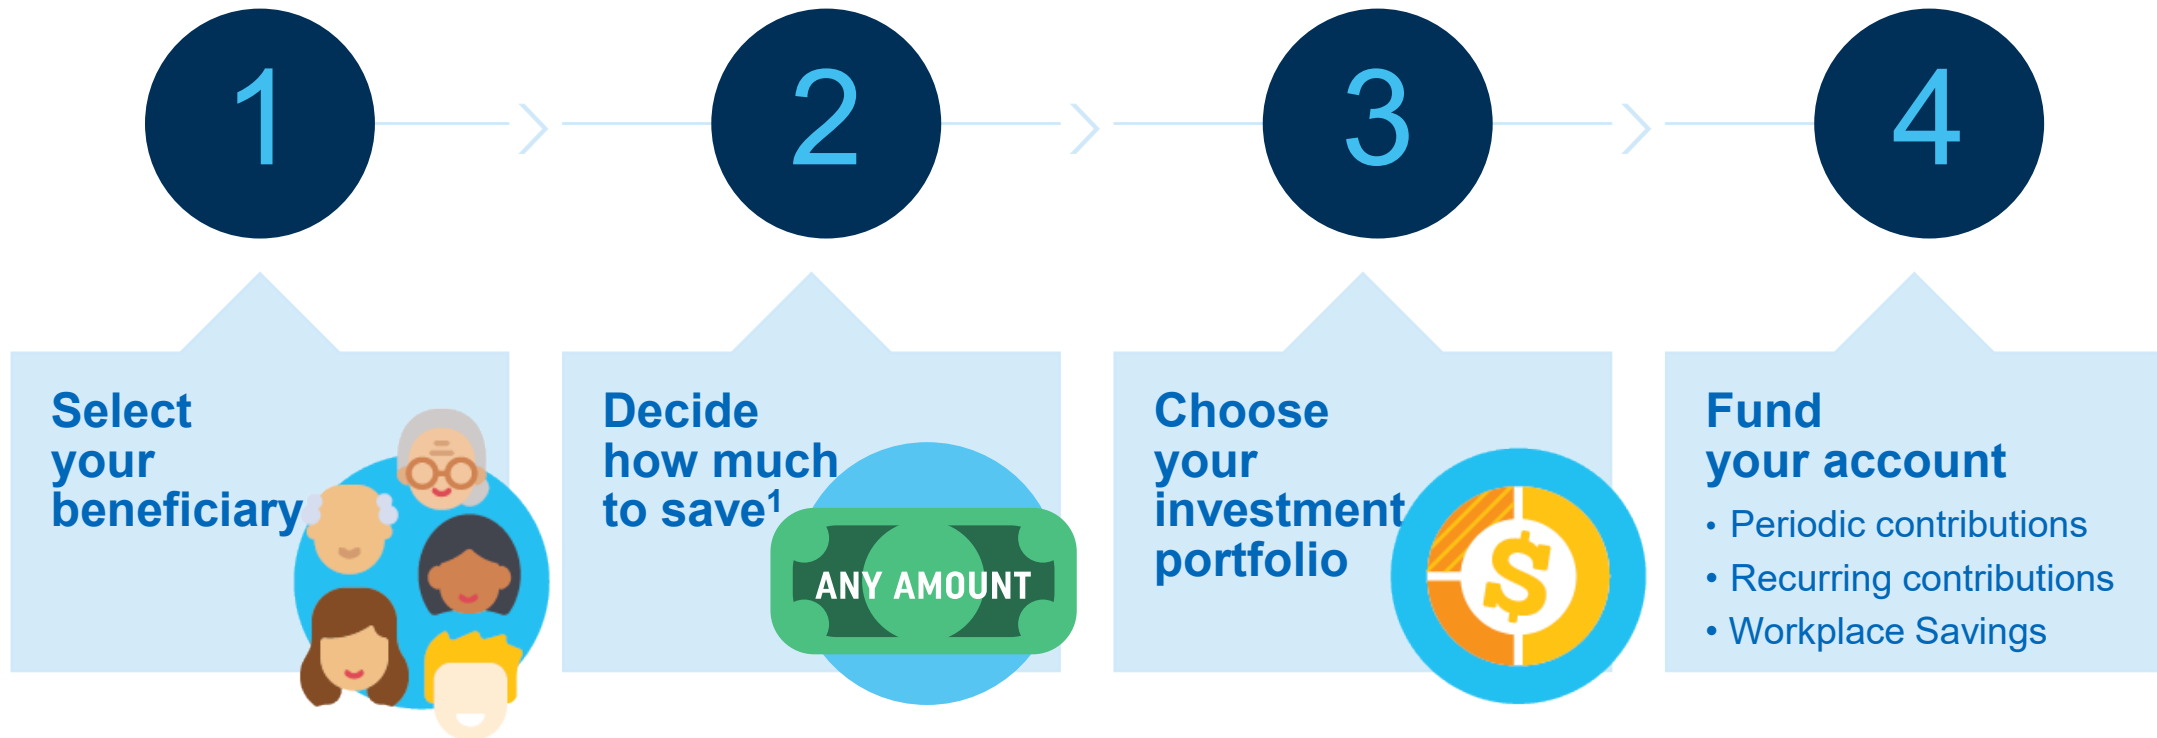 1
2
3
4
Select
your
beneficiary
Decide
how much
to save¹
ANY AMOUNT
Choose
your
investment
portfolio
$
Fund
your account
• Periodic contributions
• Recurring contributions
• Workplace Savings